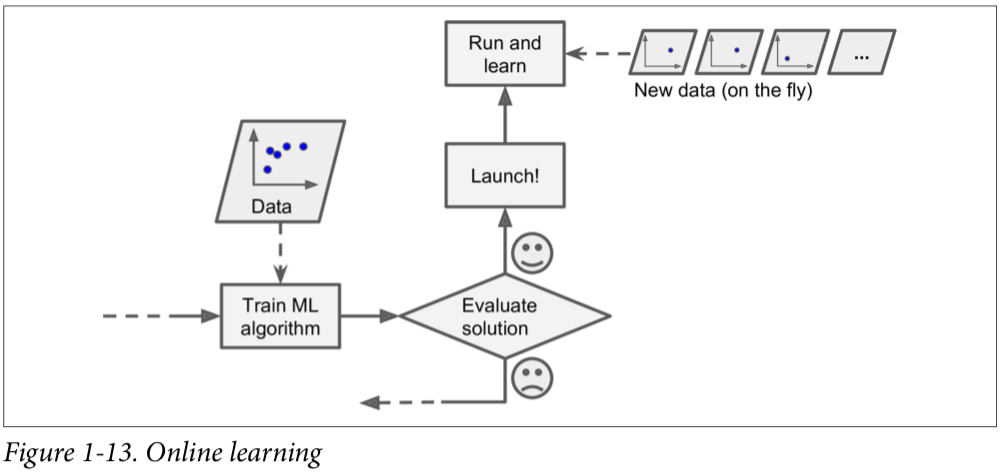 Run and
learn
...
New data (on the fly)
Launch!
Data
Train ML
algorithm
Evaluate
solution
Figure 1-13. Online learning